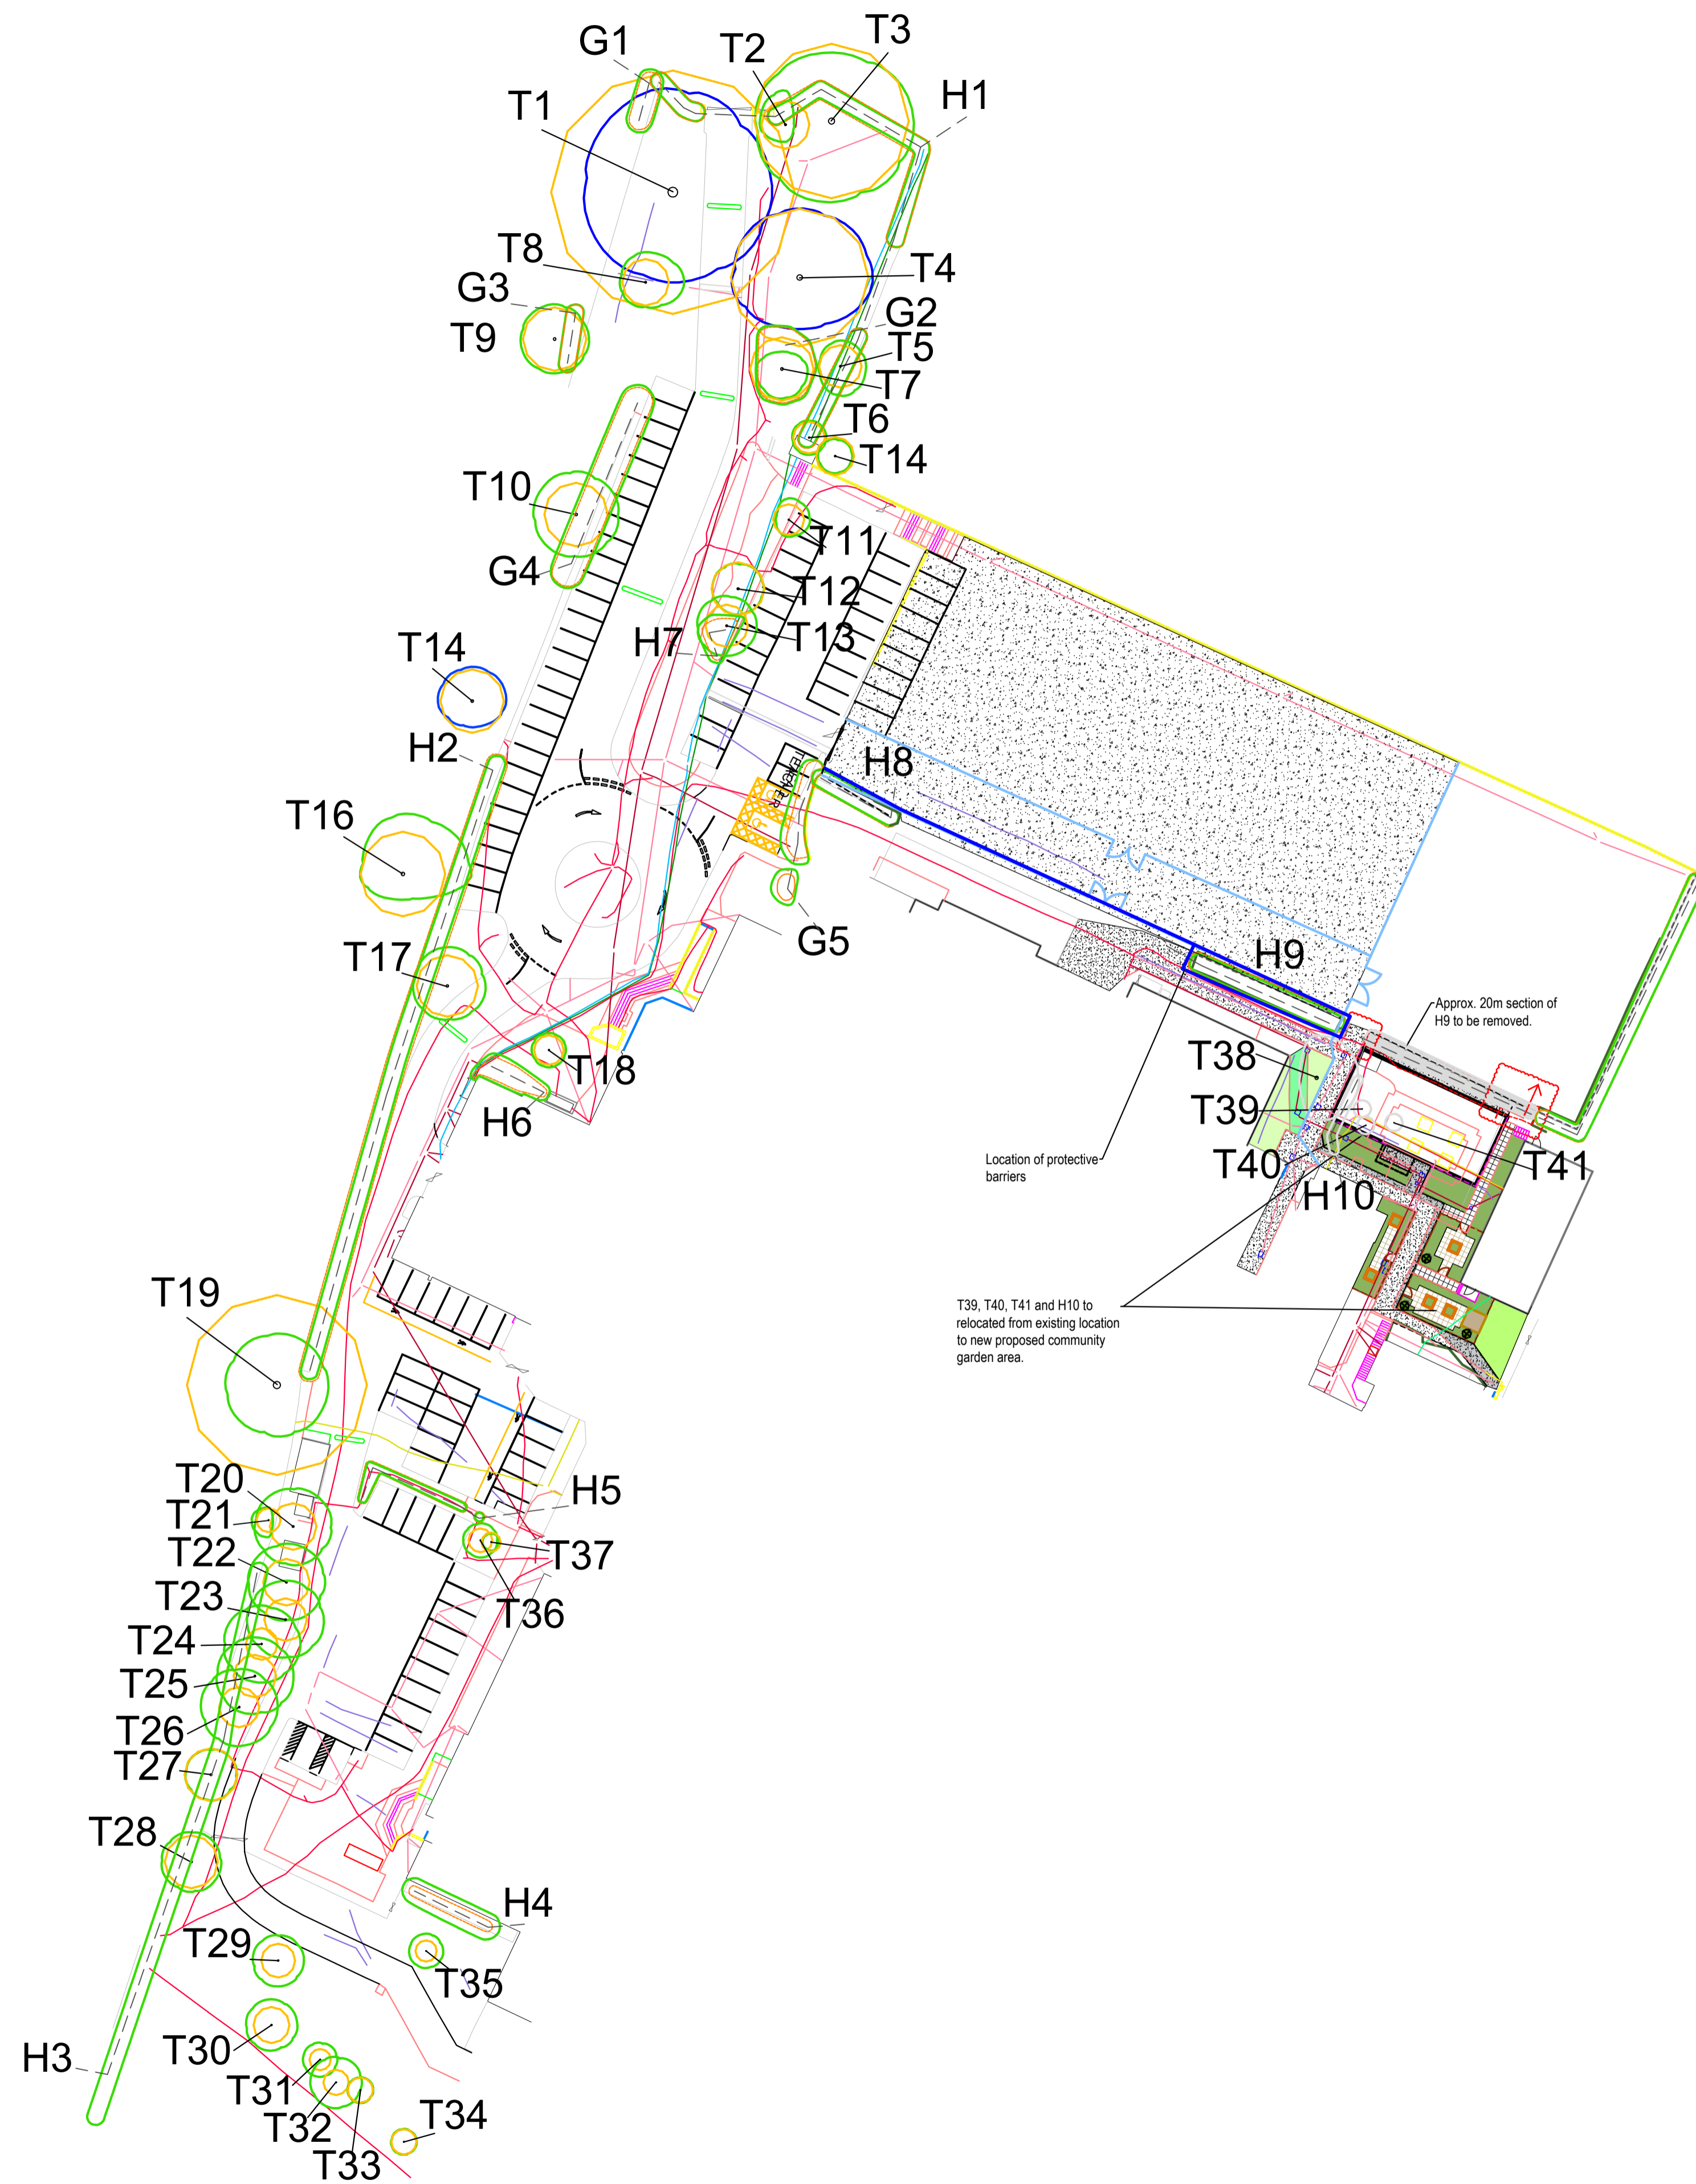 T3
G1
T2
H1
T1
T8
T4
G3
G2
T9
T5
T7
T6
T14
T10
T11
G4
T12
T13
H7
T14
H2
H8
T16
G5
T17
H9
Approx. 20m section of
H9 to be removed.
T38
T18
T39
H6
Location of protective
barriers
T40
T41
H10
T19
T39, T40, T41 and H10 to
relocated from existing location
to new proposed community
garden area.
T20
H5
T21
T22
T37
T23
T36
T24
T25
T26
T27
T28
H4
T29
T35
T30
H3
T31
T34
T32
T33